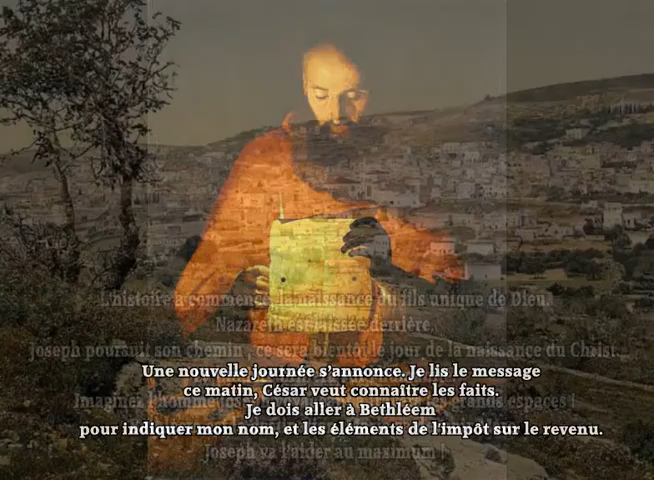 L'histoire a commencé, la naissance du fils unique de Dieu.
Nazareth est laissée derrière,
Joseph poursuit son chemin , ce sera bientôt le jour de la naissance du Christ...
Une nouvelle journée s'annonce. Je lis le message
ce matin, César veut connaître les faits.
Imaginez l'homme espaces !
Je dois aller à Bethléem
pour indiquer mon nom, et les éléments de l'impôt sur le revenu.
Joseph va l'aider au maximum !